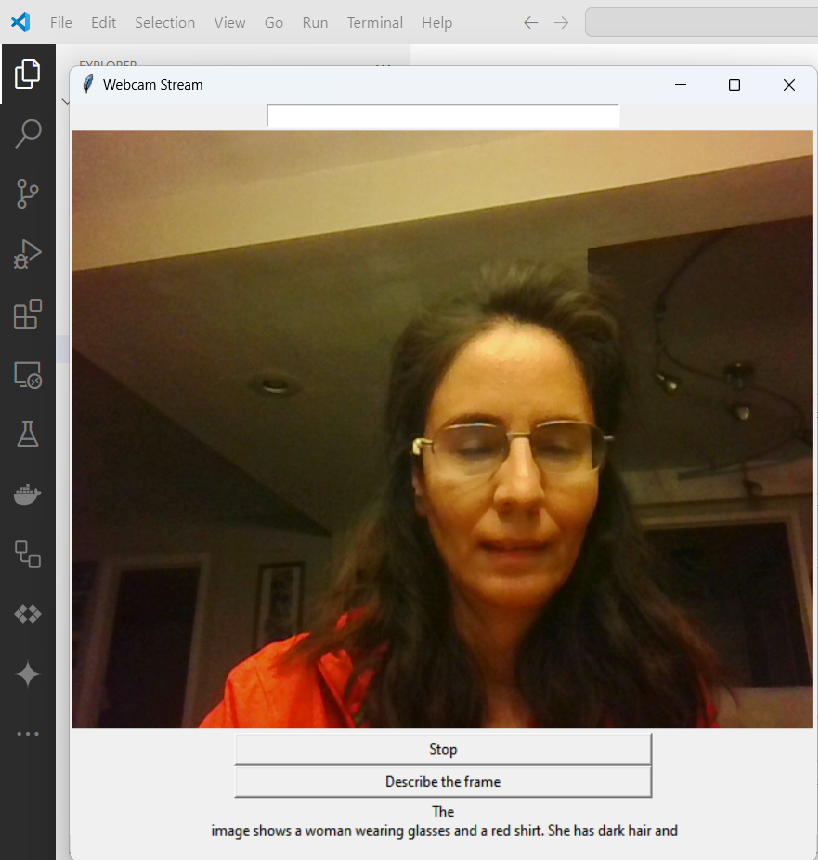 File Edit Selection View Go Run Terminal Help
EXPLORER
Webcam Stream
Stop
Describe the frame
The
image shows a woman wearing glasses and a red shirt. She has dark hair and